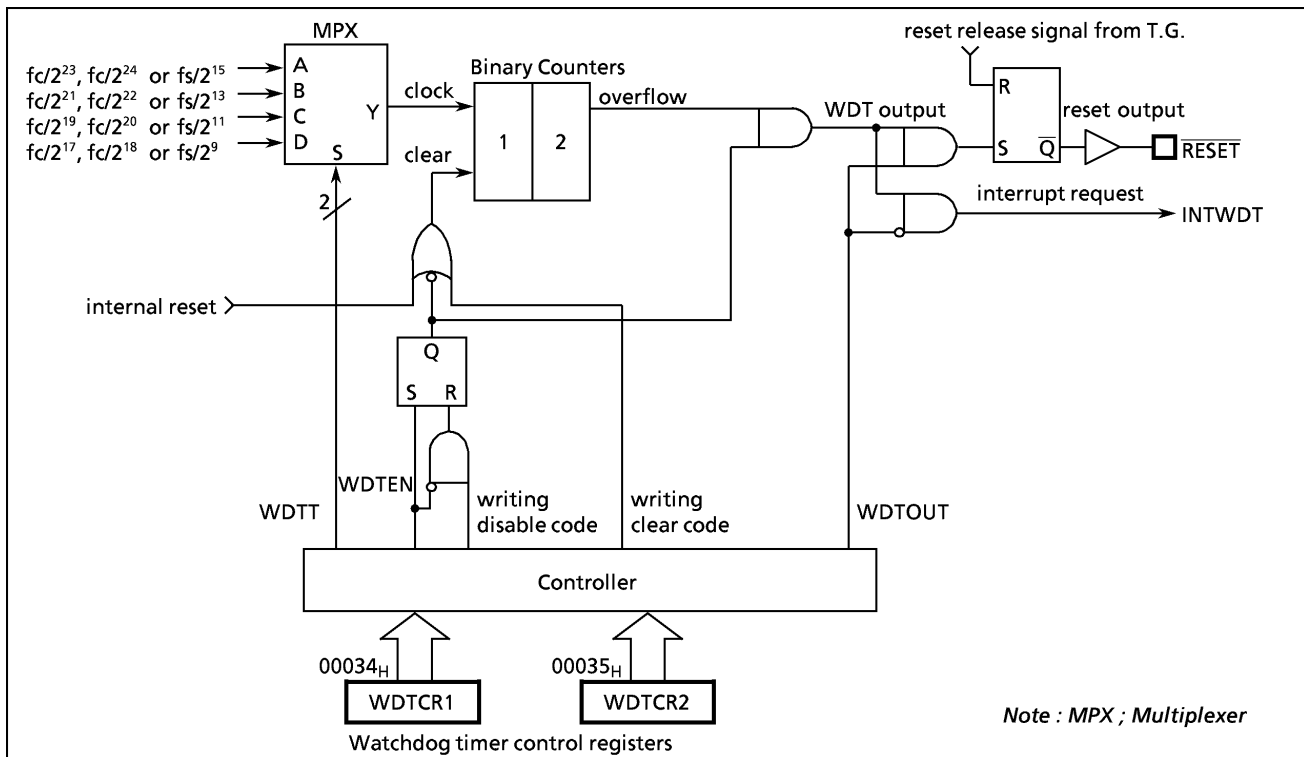 MPX
reset release signal from T.G.
fc/2²³, fc/2²⁴ or fs/2¹⁵
fc/2²¹, fc/2²² or fs/2¹³
fc/2¹⁹, fc/2²⁰ or fs/2¹¹
fc/2¹⁷, fc/2¹⁸ or fs/2⁹
A
B
C
D
Y
S
clock
clear
Binary Counters
1
2
overflow
WDT output
R
S
Q̅
reset output
R̅E̅S̅E̅T̅
interrupt request
INTWDT
2
internal reset
Q
S
R
WDTT
WDTEN
writing
disable code
writing
clear code
WDTOUT
Controller
00034H
00035H
WDTCR1
WDTCR2
Watchdog timer control registers
Note : MPX ; Multiplexer